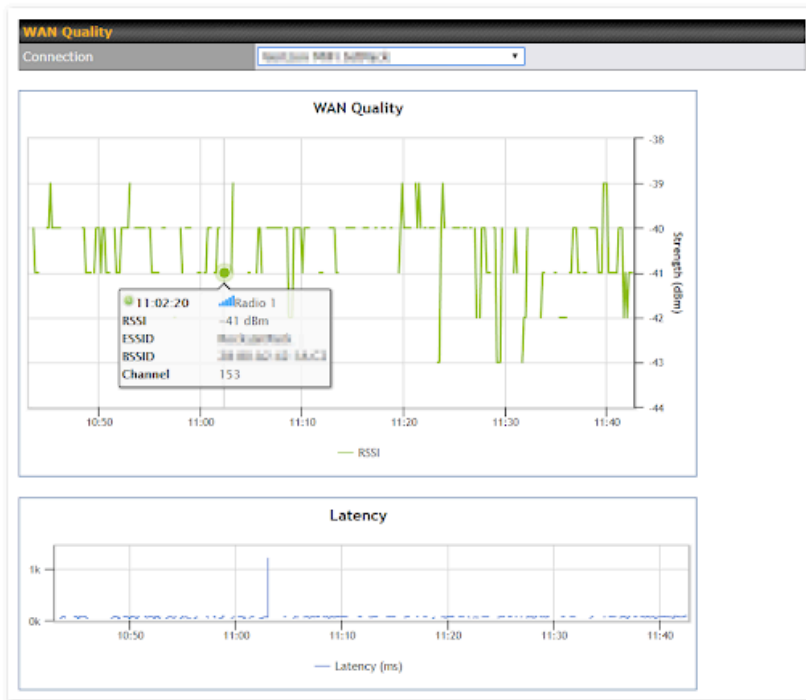 WAN Quality
Connection
WAN Quality
-38
-39
-40
-41
-42
-43
-44
Strength (dBm)
11:02:20 Radio 1
RSSI -41 dBm
ESSID
BSSID
Channel 153
10:50 11:00 11:10 11:20 11:30 11:40
RSSI
Latency
1k
0k
10:50 11:00 11:10 11:20 11:30 11:40
Latency (ms)